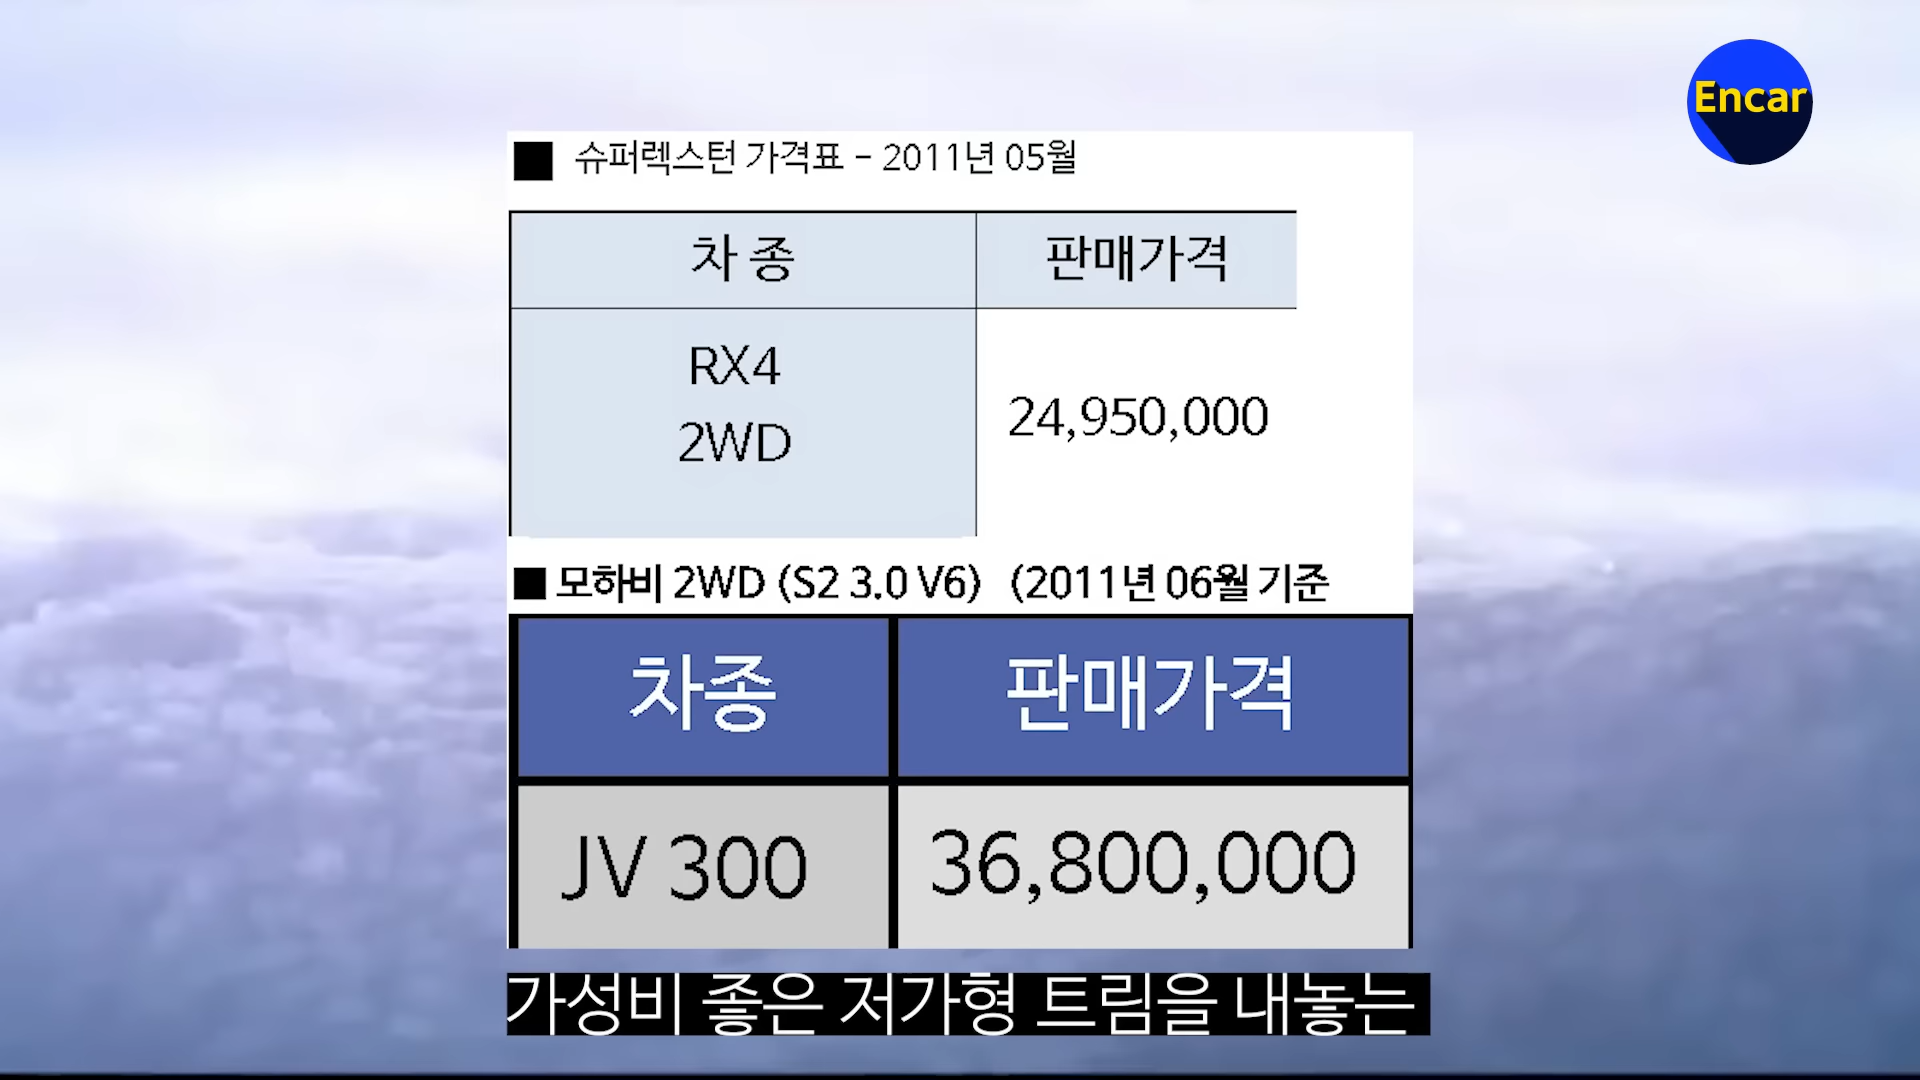 Encar
■ 슈퍼렉스턴 가격표 - 2011년 05월
차 종 판매가격
RX4
2WD
24,950,000
■ 모하비 2WD (S2 3.0 V6) (2011년 06월 기준
차종 판매가격
JV 300 36,800,000
가성비 좋은 저가형 트림을 내놓는